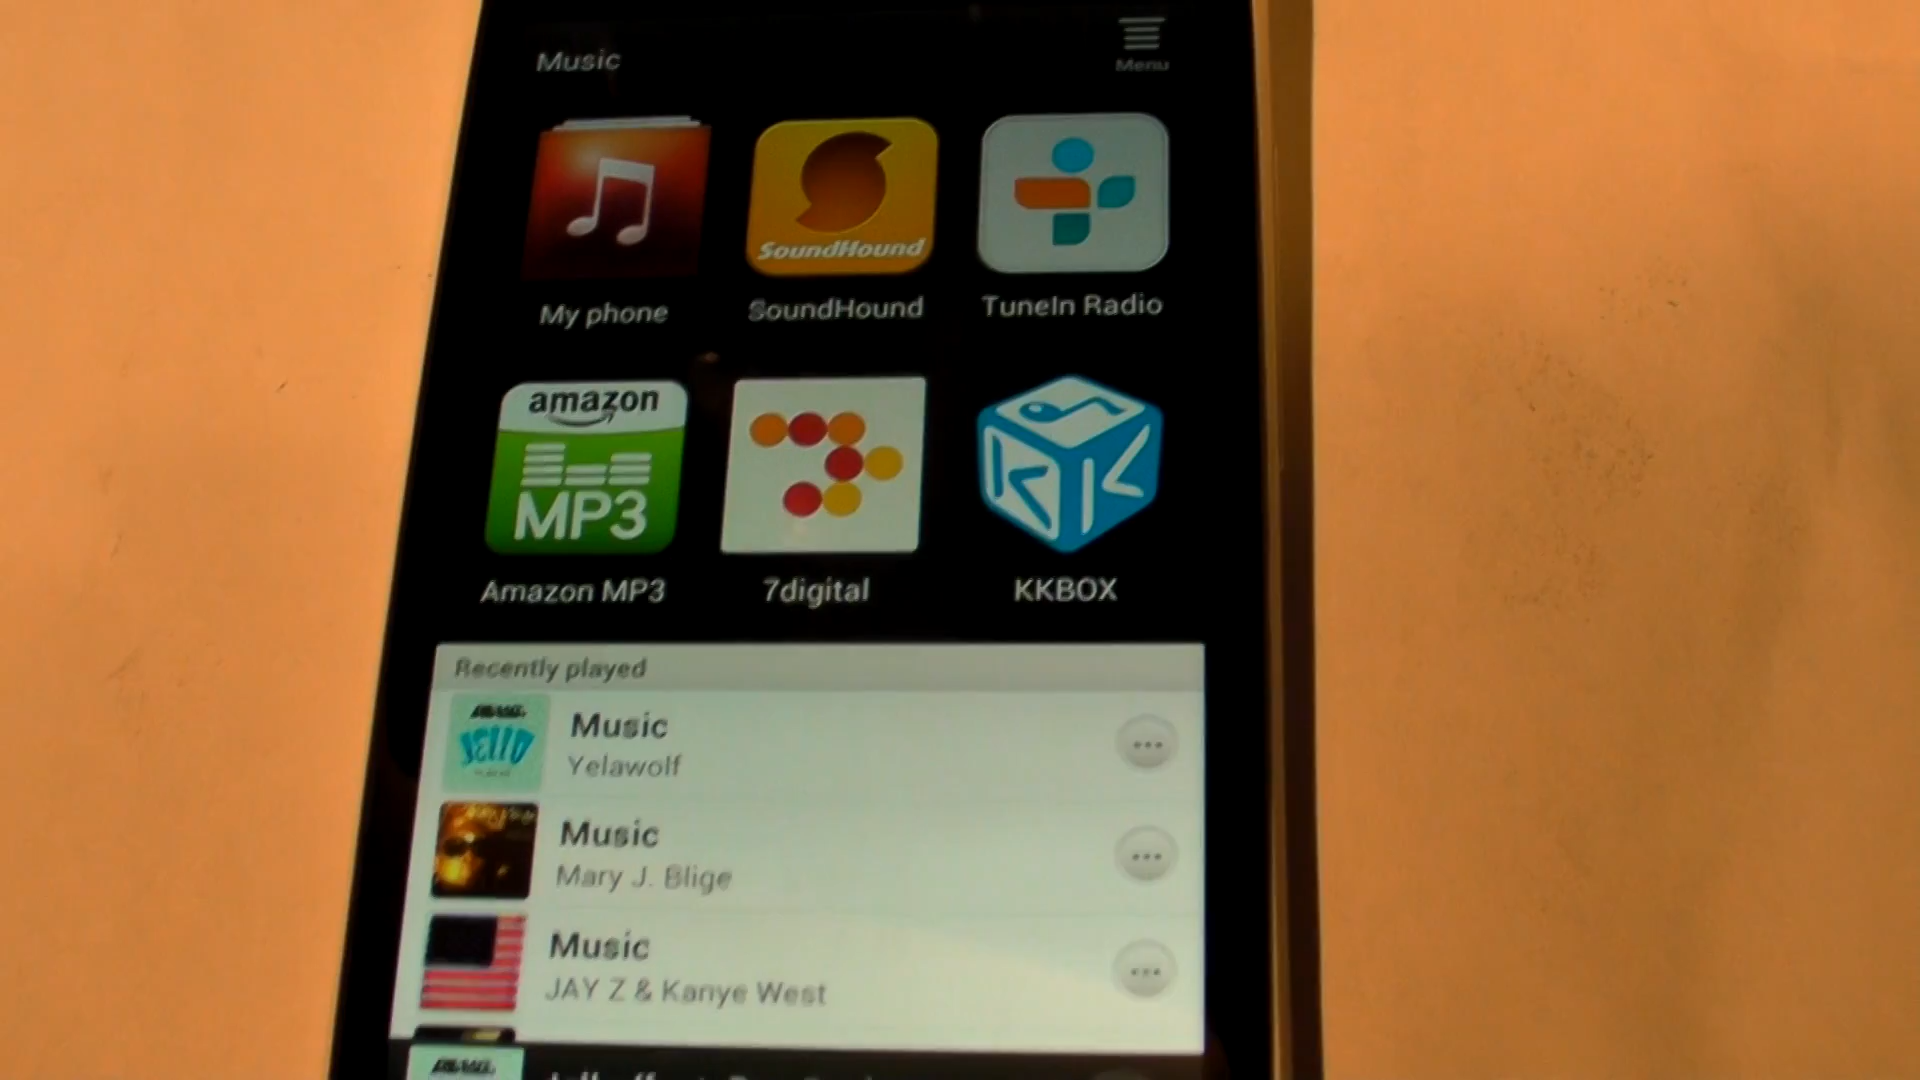 Music
Menu
SoundHound
My phone
SoundHound
TuneIn Radio
amazon
MP3
Amazon MP3
7digital
KKBOX
Recently played
JELLO
Music
Yelawolf
Music
Mary J. Blige
Music
JAY Z & Kanye West